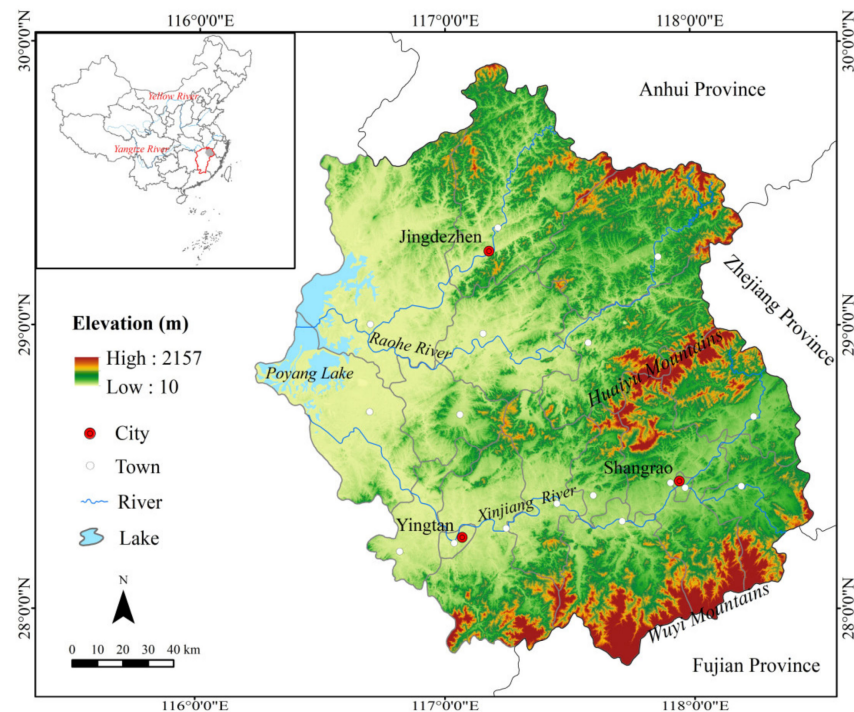 116°0'0"E
117°0'0"E
118°0'0"E
30°0'0"N
30°0'0"N
Yellow River
Yangtze River
Anhui Province
Jingdezhen
Zhejiang Province
29°0'0"N
29°0'0"N
Elevation (m)
High : 2157
Low : 10
Raohe River
Poyang Lake
Huaiyu Mountains
City
Town
River
Lake
Shangrao
Xinjiang River
Yingtan
28°0'0"N
28°0'0"N
N
Wuyi Mountains
0 10 20 30 40 km
Fujian Province
116°0'0"E
117°0'0"E
118°0'0"E